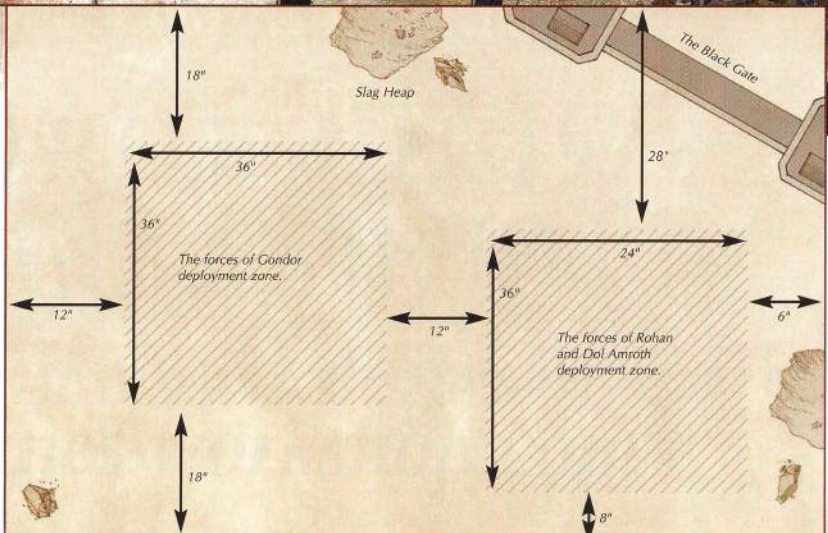 18"
Slag Heap
The Black Gate
28"
36"
36"
The forces of Gondor
deployment zone.
12"
12"
24"
36"
The forces of Rohan
and Dol Amroth
deployment zone.
6"
18"
8"